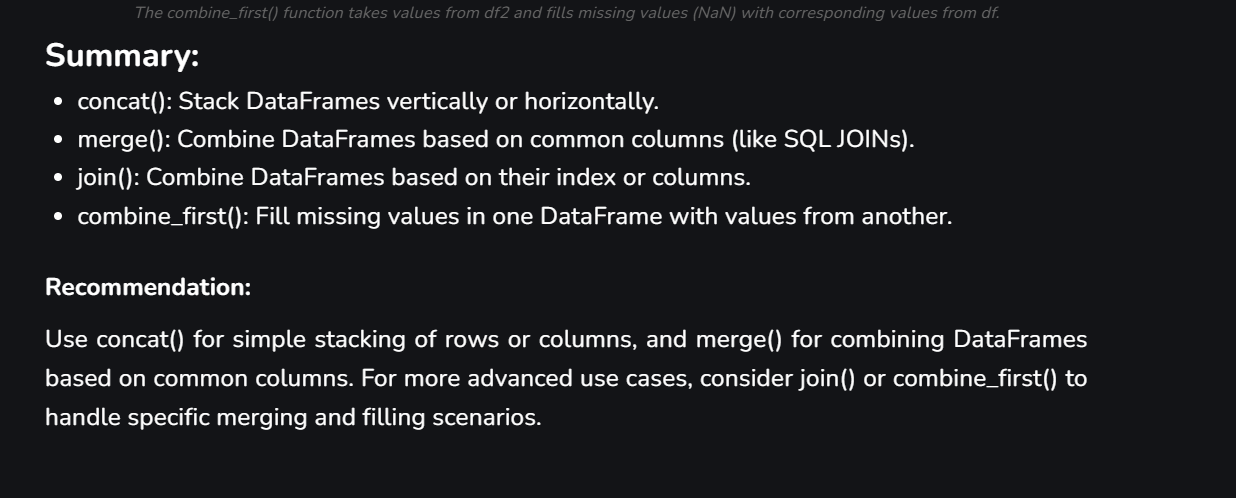 The combine_first() function takes values from df2 and fills missing values (NaN) with corresponding values from df.
Summary:
• concat(): Stack DataFrames vertically or horizontally.
• merge(): Combine DataFrames based on common columns (like SQL JOINs).
• join(): Combine DataFrames based on their index or columns.
• combine_first(): Fill missing values in one DataFrame with values from another.
Recommendation:
Use concat() for simple stacking of rows or columns, and merge() for combining DataFrames
based on common columns. For more advanced use cases, consider join() or combine_first() to
handle specific merging and filling scenarios.